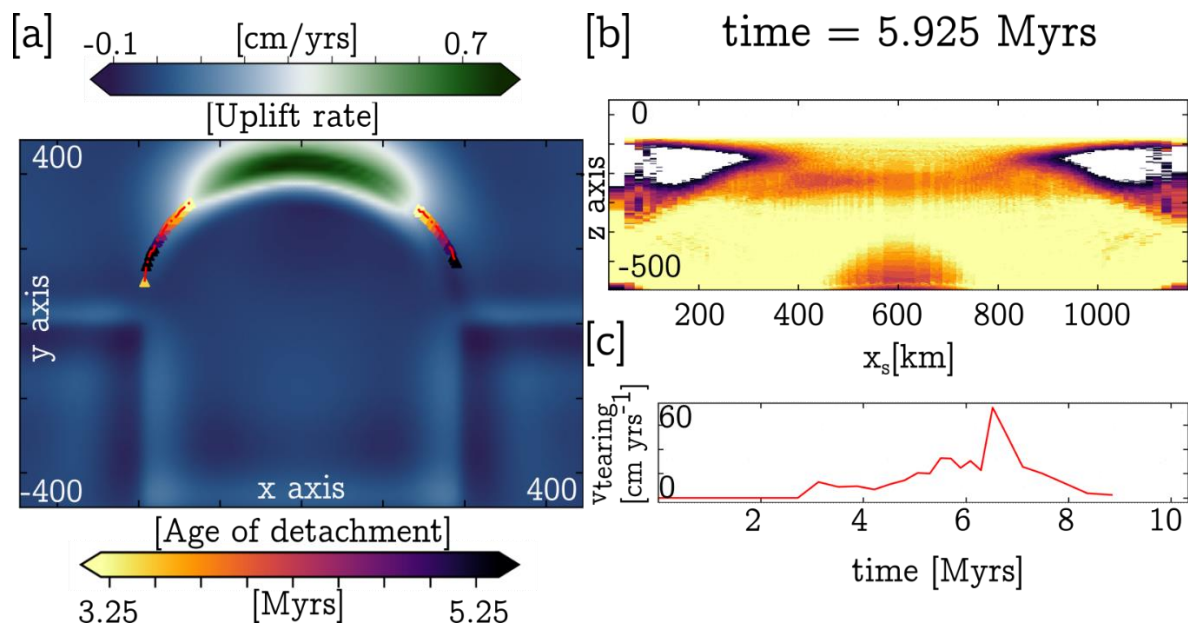 [a]
[cm/yrs]
-0.1
0.7
[Uplift rate]
400
y axis
-400
x axis
400
[Age of detachment]
3.25
[Myrs]
5.25
[b]
time = 5.925 Myrs
0
z axis
-500
200
400
600
800
1000
xs[km]
[c]
vtearing
[cm yrs-1]
60
0
2
4
6
8
10
time [Myrs]